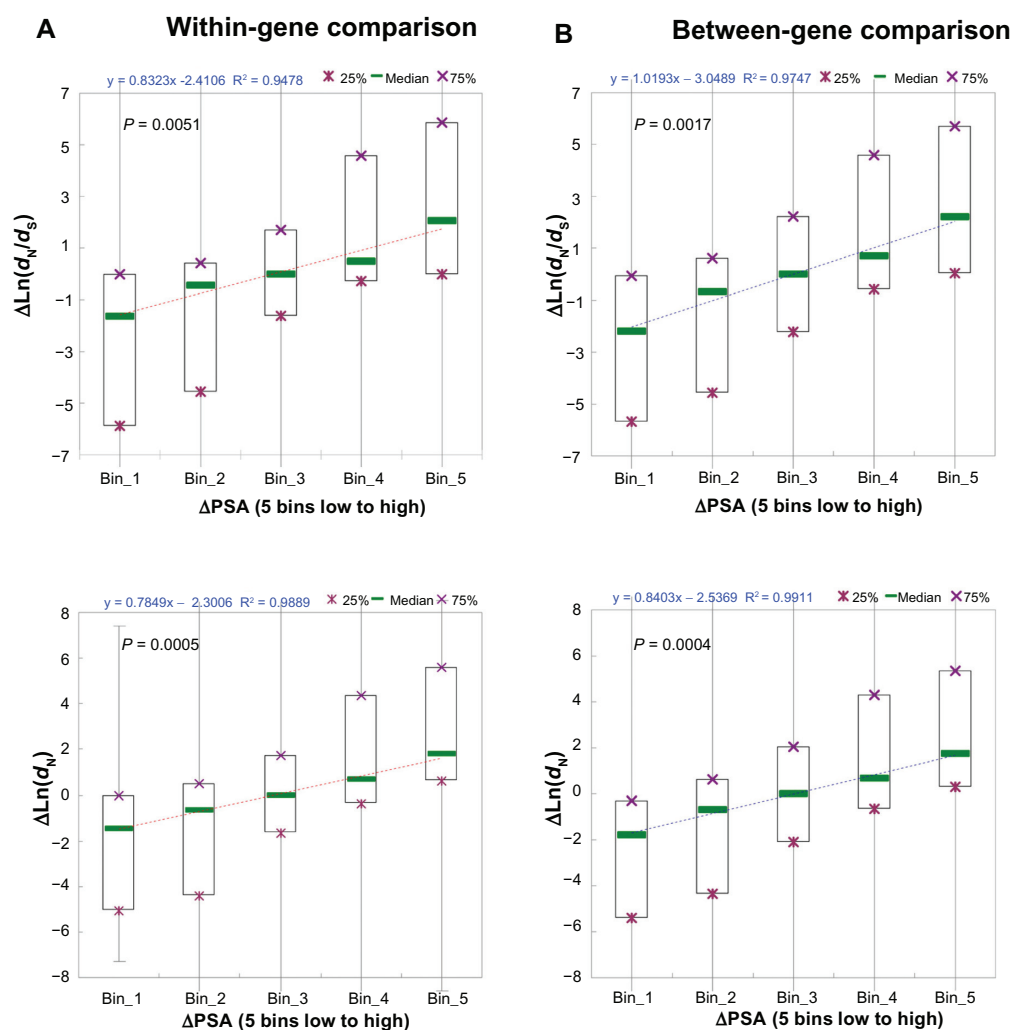 A Within-gene comparison
y = 0.8323x -2.4106 R² = 0.9478 25% Median 75%
P = 0.0051
7
5
3
1
−1
−3
−5
−7
ΔLn(dN/dS)
Bin_1 Bin_2 Bin_3 Bin_4 Bin_5
ΔPSA (5 bins low to high)
B Between-gene comparison
y = 1.0193x − 3.0489 R² = 0.9747 25% Median 75%
P = 0.0017
7
5
3
1
−1
−3
−5
−7
ΔLn(dN/dS)
Bin_1 Bin_2 Bin_3 Bin_4 Bin_5
ΔPSA (5 bins low to high)
y = 0.7849x − 2.3006 R² = 0.9889 25% Median 75%
P = 0.0005
8
6
4
2
0
−2
−4
−6
−8
ΔLn(dN)
Bin_1 Bin_2 Bin_3 Bin_4 Bin_5
ΔPSA (5 bins low to high)
y = 0.8403x − 2.5369 R² = 0.9911 25% Median 75%
P = 0.0004
8
6
4
2
0
−2
−4
−6
−8
ΔLn(dN)
Bin_1 Bin_2 Bin_3 Bin_4 Bin_5
ΔPSA (5 bins low to high)